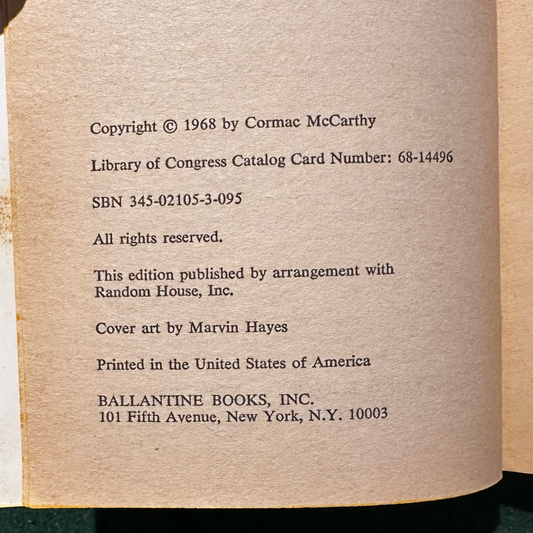 Copyright © 1968 by Cormac McCarthy
Library of Congress Catalog Card Number: 68-14496
SBN 345-02105-3-095
All rights reserved.
This edition published by arrangement with
Random House, Inc.
Cover art by Marvin Hayes
Printed in the United States of America
BALLANTINE BOOKS, INC.
101 Fifth Avenue, New York, N.Y. 10003